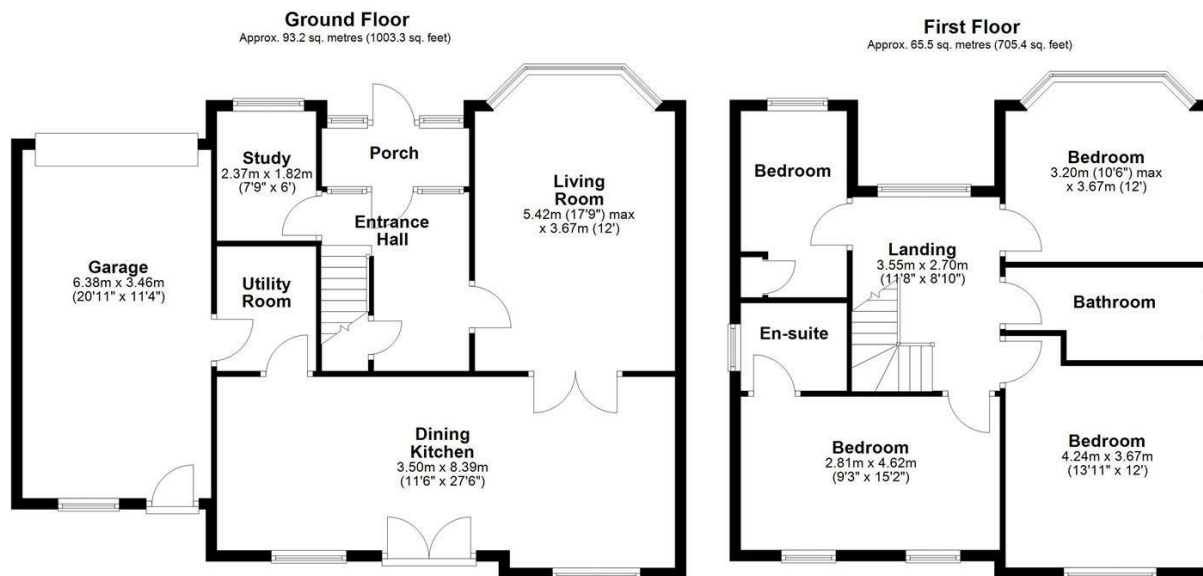 Ground Floor
Approx. 93.2 sq. metres (1003.3 sq. feet)
Study
2.37m x 1.82m
(7'9" x 6')
Porch
Living
Room
5.42m (17'9") max
x 3.67m (12')
Entrance
Hall
Garage
6.38m x 3.46m
(20'11" x 11'4")
Utility
Room
Dining
Kitchen
3.50m x 8.39m
(11'6" x 27'6")
First Floor
Approx. 65.5 sq. metres (705.4 sq. feet)
Bedroom
Bedroom
3.20m (10'6") max
x 3.67m (12')
Landing
3.55m x 2.70m
(11'8" x 8'10")
Bathroom
En-suite
Bedroom
2.81m x 4.62m
(9'3" x 15'2")
Bedroom
4.24m x 3.67m
(13'11" x 12')